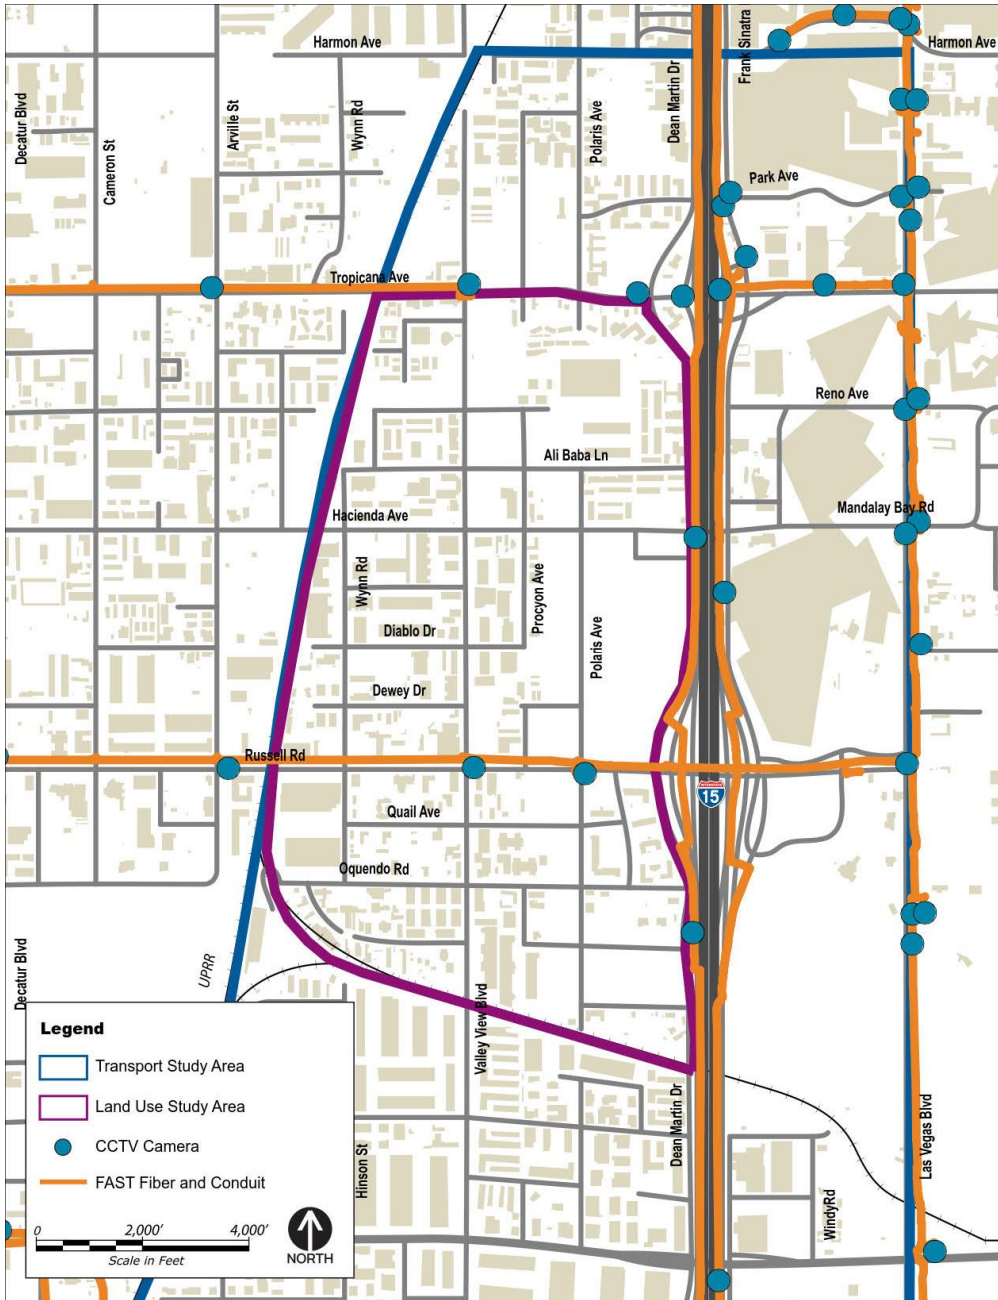 Harmon Ave
Harmon Ave
Frank Sinatra
Dean Martin Dr
Polaris Ave
Wynn Rd
Arville St
Decatur Blvd
Cameron St
Park Ave
Tropicana Ave
Reno Ave
Ali Baba Ln
Mandalay Bay Rd
Hacienda Ave
Wynn Rd
Procyon Ave
Diablo Dr
Polaris Ave
Dewey Dr
Russell Rd
INTERSTATE
15
Quail Ave
Oquendo Rd
UPRR
Decatur Blvd
Valley View Blvd
Dean Martin Dr
Las Vegas Blvd
Hinson St
WindyRd
Legend
Transport Study Area
Land Use Study Area
CCTV Camera
FAST Fiber and Conduit
0 2,000' 4,000'
Scale in Feet
NORTH